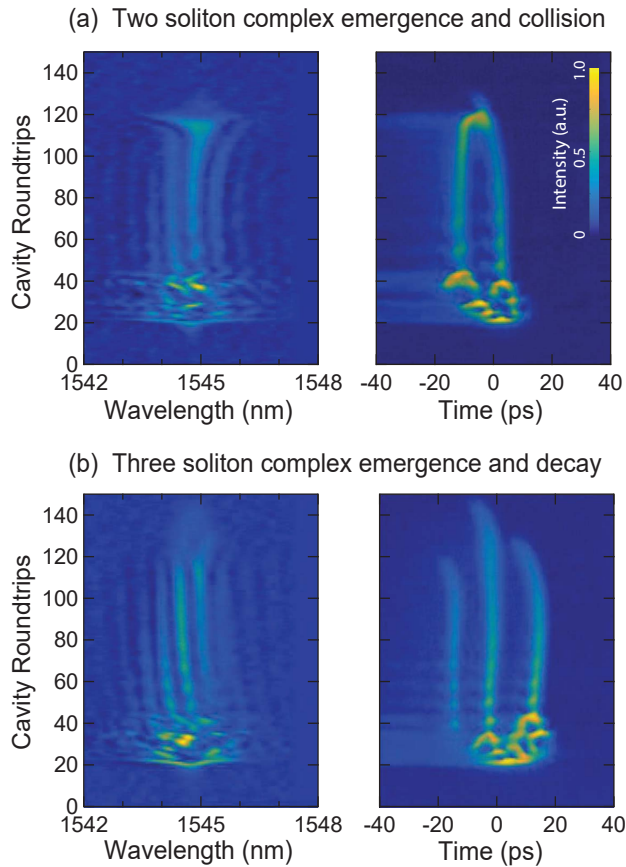 (a) Two soliton complex emergence and collision
Cavity Roundtrips
140
120
100
80
60
40
20
0
1542 1545 1548
Wavelength (nm)
-40 -20 0 20 40
Time (ps)
Intensity (a.u.)
1.0
0.5
0
(b) Three soliton complex emergence and decay
Cavity Roundtrips
140
120
100
80
60
40
20
0
1542 1545 1548
Wavelength (nm)
-40 -20 0 20 40
Time (ps)